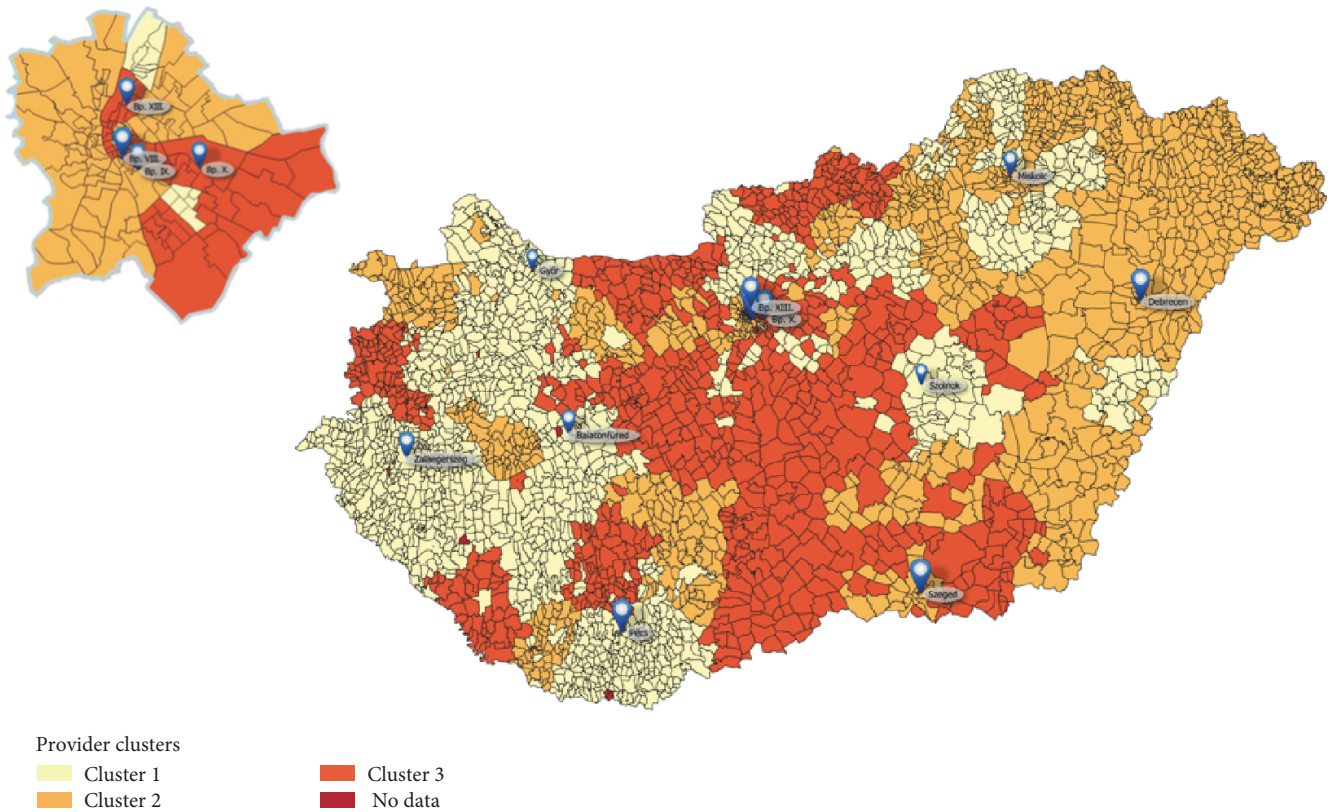 Bp. XIII.
Bp. VIII.
Bp. IX.
Bp. X.
Miskolc
Győr
Debrecen
Bp. XIII.
Bp. X.
Szolnok
Balatonfüred
Zalaegerszeg
Szeged
Pécs
Provider clusters
Cluster 1
Cluster 3
Cluster 2
No data